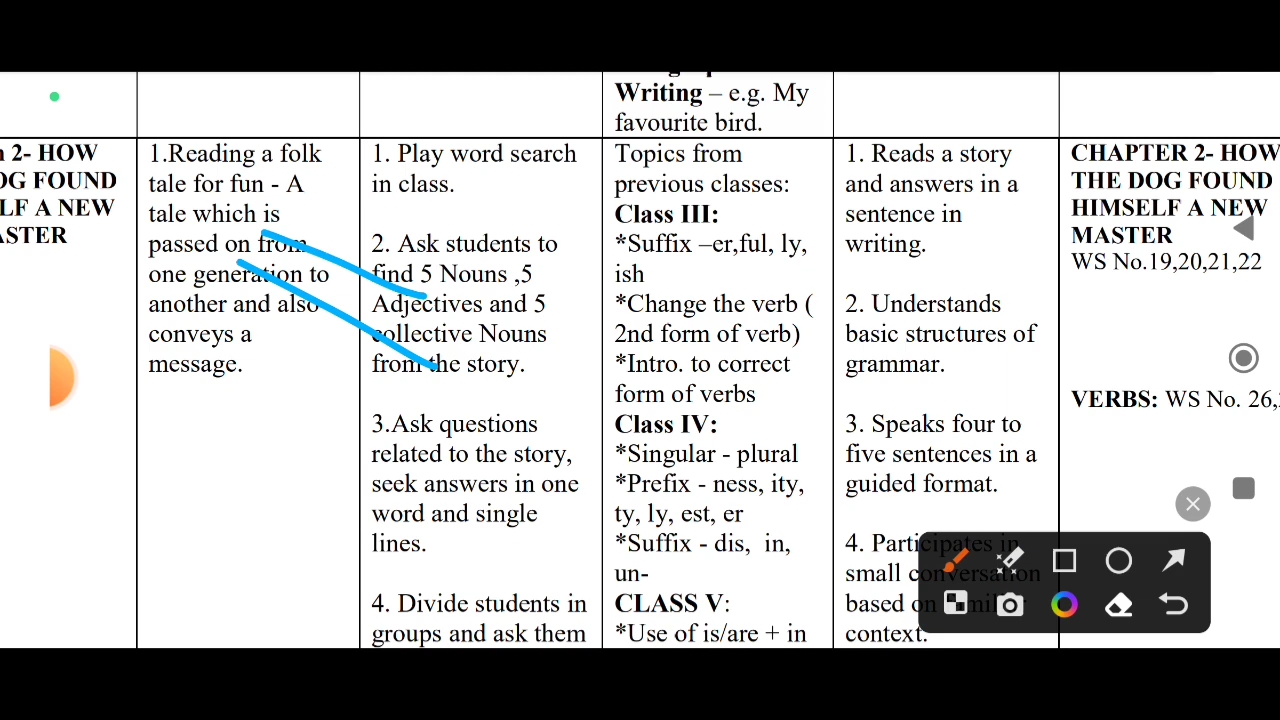 Writing – e.g. My
favourite bird.
2- HOW
OG FOUND
LF A NEW
ASTER
1.Reading a folk
tale for fun - A
tale which is
passed on from
one generation to
another and also
conveys a
message.
1. Play word search
in class.
2. Ask students to
find 5 Nouns ,5
Adjectives and 5
collective Nouns
from the story.
3.Ask questions
related to the story,
seek answers in one
word and single
lines.
4. Divide students in
groups and ask them
Topics from
previous classes:
Class III:
*Suffix –er,ful, ly,
ish
*Change the verb (
2nd form of verb)
*Intro. to correct
form of verbs
Class IV:
*Singular - plural
*Prefix - ness, ity,
ty, ly, est, er
*Suffix - dis, in,
un-
CLASS V:
*Use of is/are + in
1. Reads a story
and answers in a
sentence in
writing.
2. Understands
basic structures of
grammar.
3. Speaks four to
five sentences in a
guided format.
4. Participates in
small conversation
based on
context.
CHAPTER 2- HOW
THE DOG FOUND
HIMSELF A NEW
MASTER
WS No.19,20,21,22
VERBS: WS No. 26,